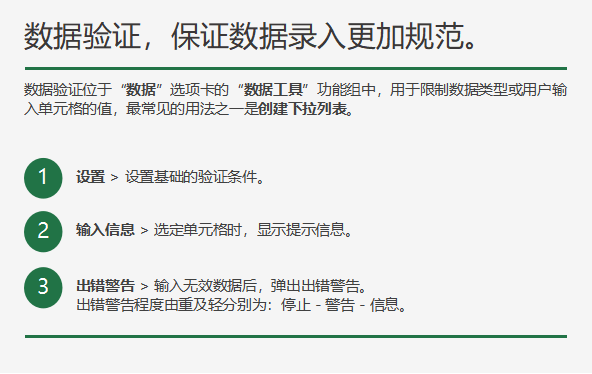 数据验证，保证数据录入更加规范。
数据验证位于“数据”选项卡的“数据工具”功能组中，用于限制数据类型或用户输
入单元格的值，最常见的用法之一是创建下拉列表。
1 设置 > 设置基础的验证条件。
2 输入信息 > 选定单元格时，显示提示信息。
3 出错警告 > 输入无效数据后，弹出出错警告。
出错警告程度由重及轻分别为：停止 - 警告 - 信息。